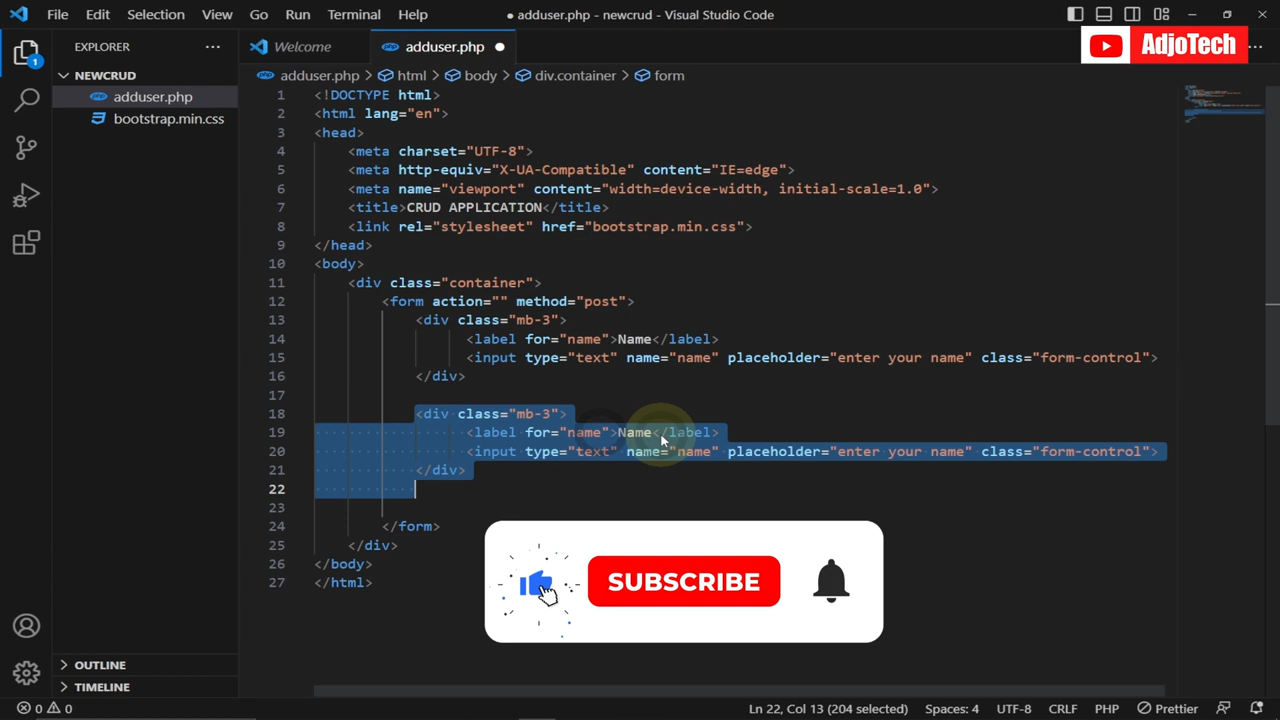 File Edit Selection View Go Run Terminal Help
● adduser.php - newcrud - Visual Studio Code
AdjoTech
EXPLORER
Welcome
adduser.php
NEWCRUD
adduser.php
bootstrap.min.css
adduser.php > html > body > div.container > form
1 <!DOCTYPE html>
2 <html lang="en">
3 <head>
4 <meta charset="UTF-8">
5 <meta http-equiv="X-UA-Compatible" content="IE=edge">
6 <meta name="viewport" content="width=device-width, initial-scale=1.0">
7 <title>CRUD APPLICATION</title>
8 <link rel="stylesheet" href="bootstrap.min.css">
9 </head>
10 <body>
11 <div class="container">
12 <form action="" method="post">
13 <div class="mb-3">
14 <label for="name">Name</label>
15 <input type="text" name="name" placeholder="enter your name" class="form-control">
16 </div>
17
18 <div class="mb-3">
19 <label for="name">Name</label>
20 <input type="text" name="name" placeholder="enter your name" class="form-control">
21 </div>
22
23
24 </form>
25 </div>
26 </body>
27 </html>
SUBSCRIBE
1
OUTLINE
TIMELINE
0 0
Ln 22, Col 13 (204 selected) Spaces: 4 UTF-8 CRLF PHP Prettier